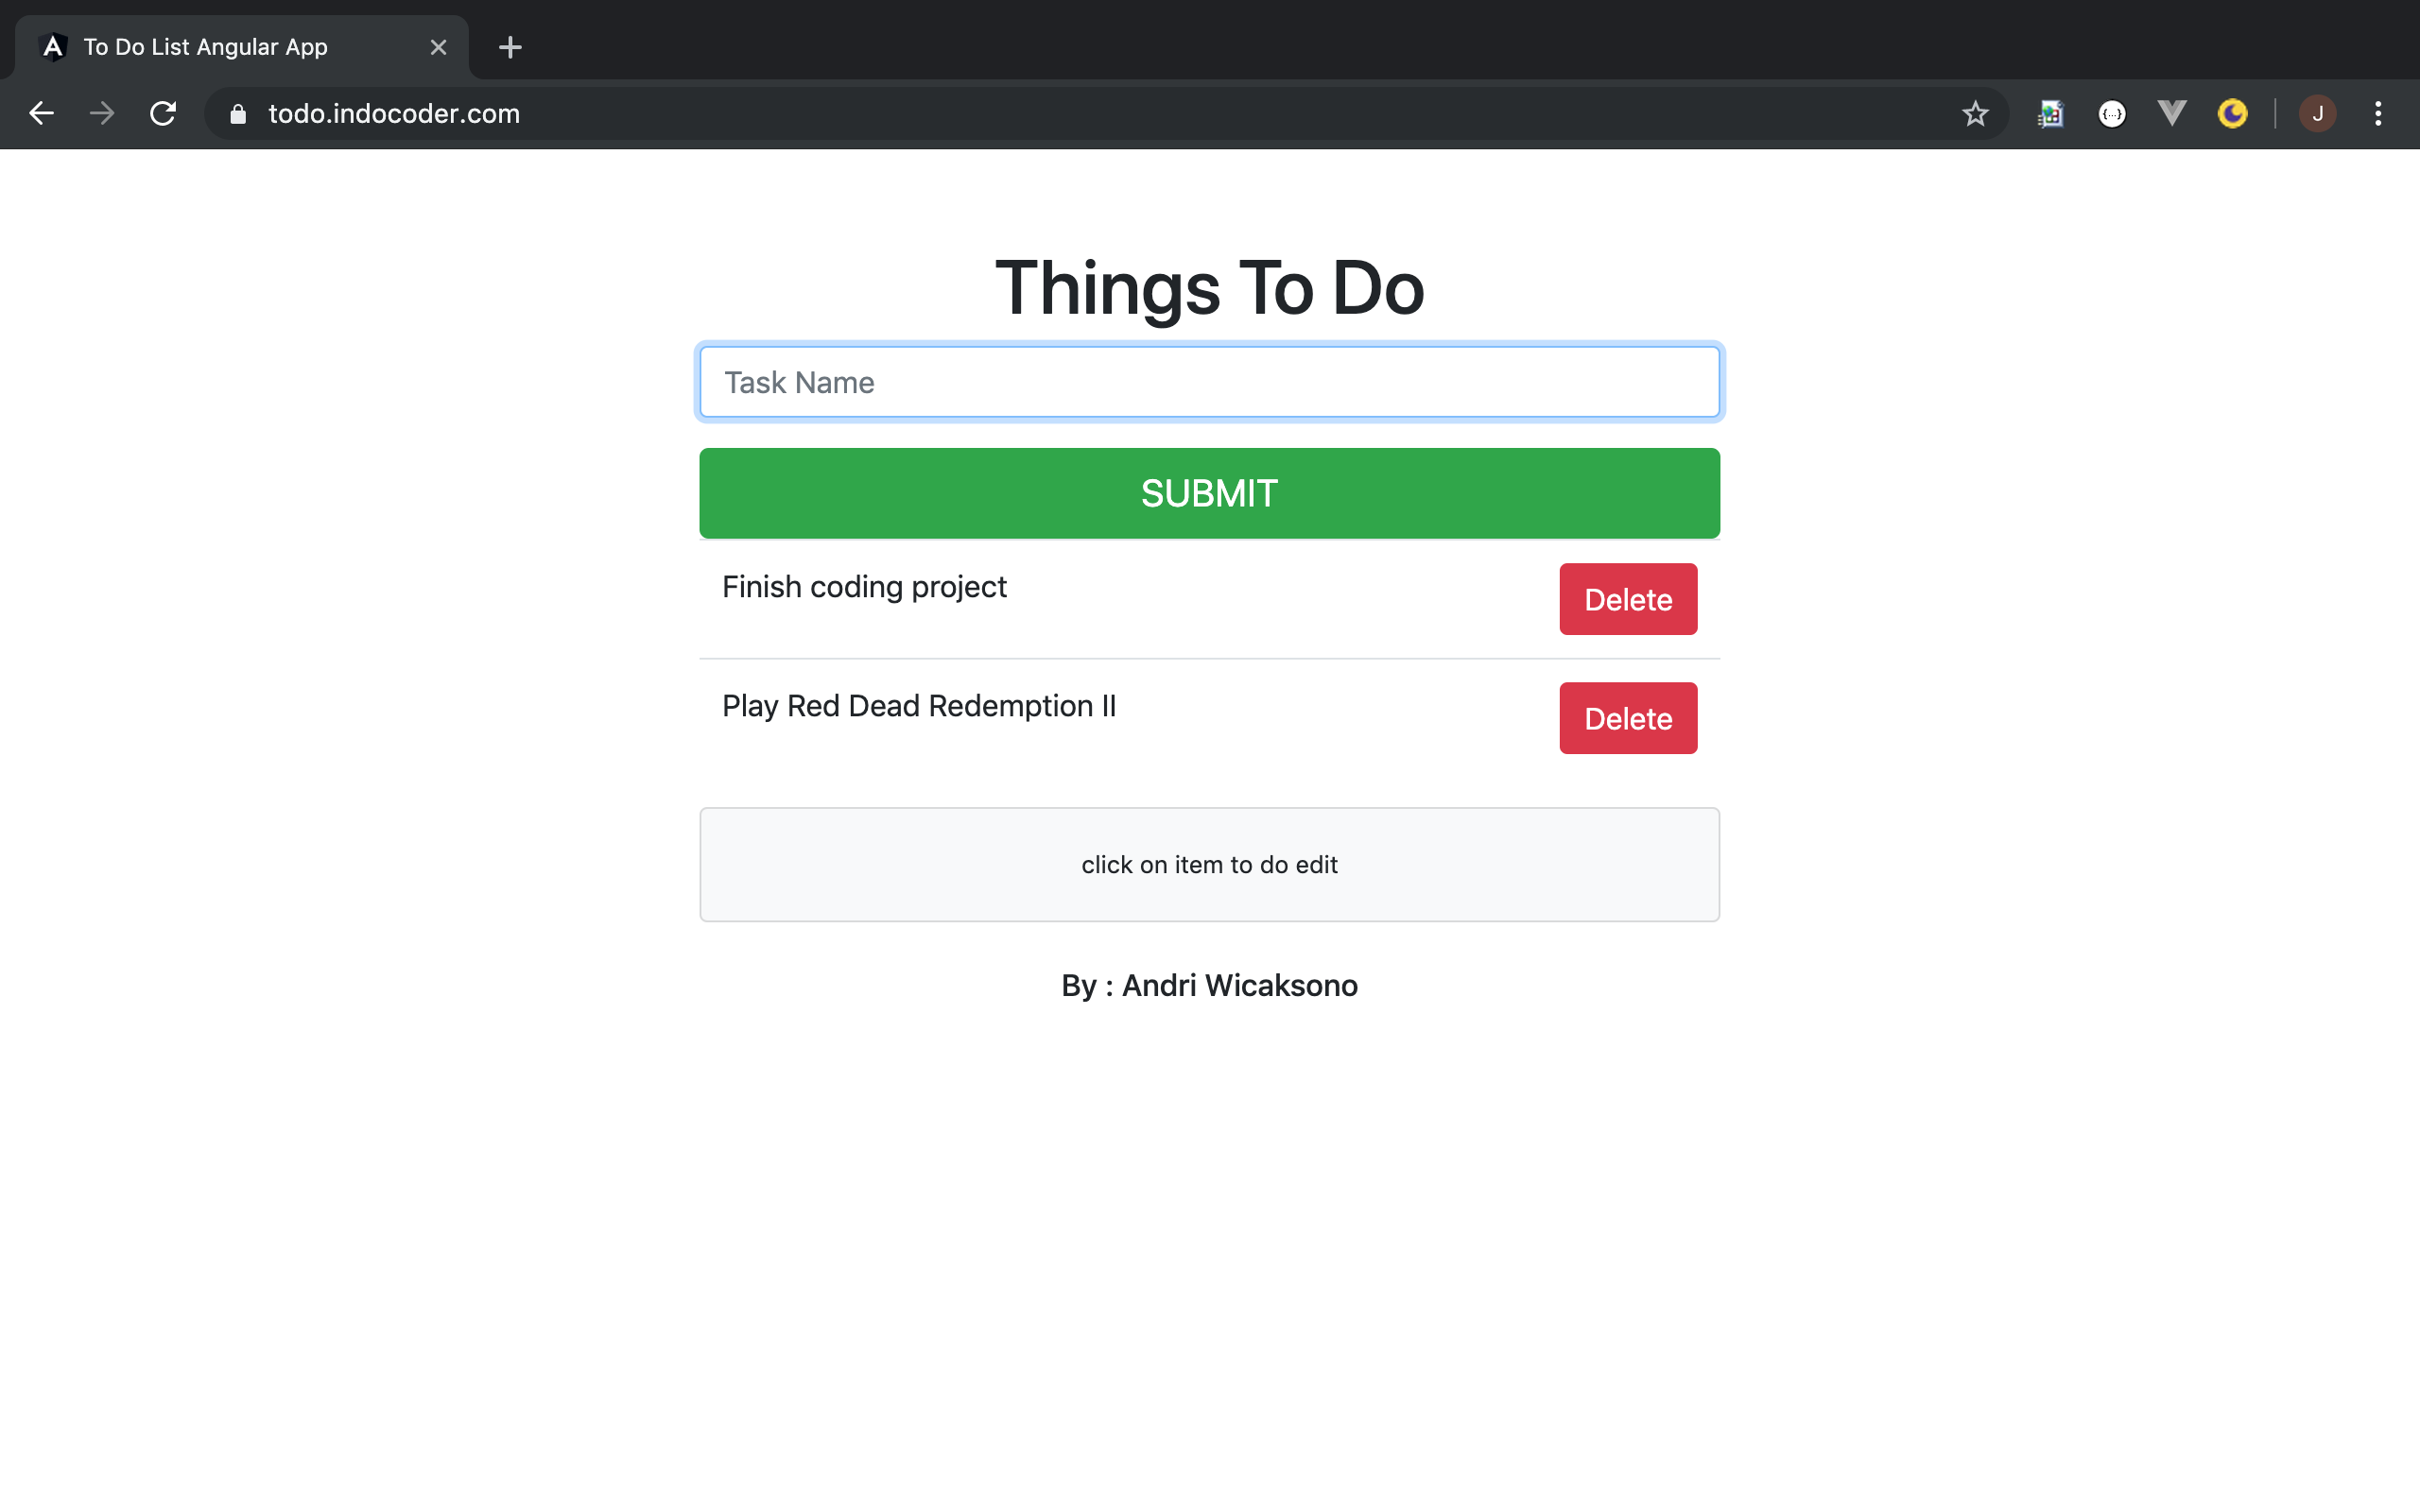 To Do List Angular App
todo.indocoder.com
J
Things To Do
Task Name
SUBMIT
Finish coding project
Delete
Play Red Dead Redemption II
Delete
click on item to do edit
By : Andri Wicaksono